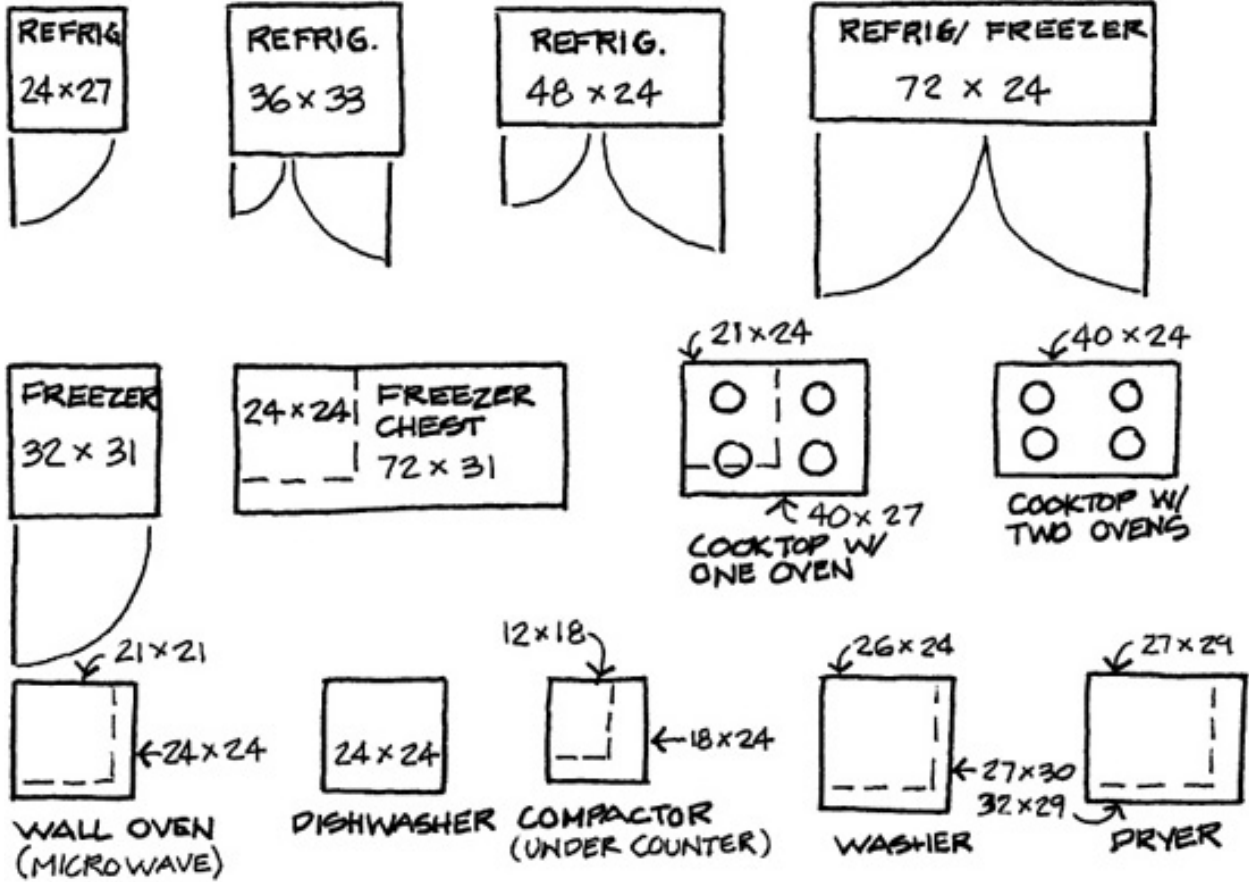 REFRIG
24×27
REFRIG.
36 × 33
REFRIG.
48 × 24
REFRIG/ FREEZER
72 × 24
FREEZER
32 × 31
24×24
FREEZER
CHEST
72 × 31
21×24
40× 27
COOKTOP W/
ONE OVEN
40×24
COOKTOP W/
TWO OVENS
21×21
24×24
WALL OVEN
(MICROWAVE)
24×24
DISHWASHER
12×18
18×24
COMPACTOR
(UNDER COUNTER)
26×24
27×30
WASHER
27×29
32×29
DRYER